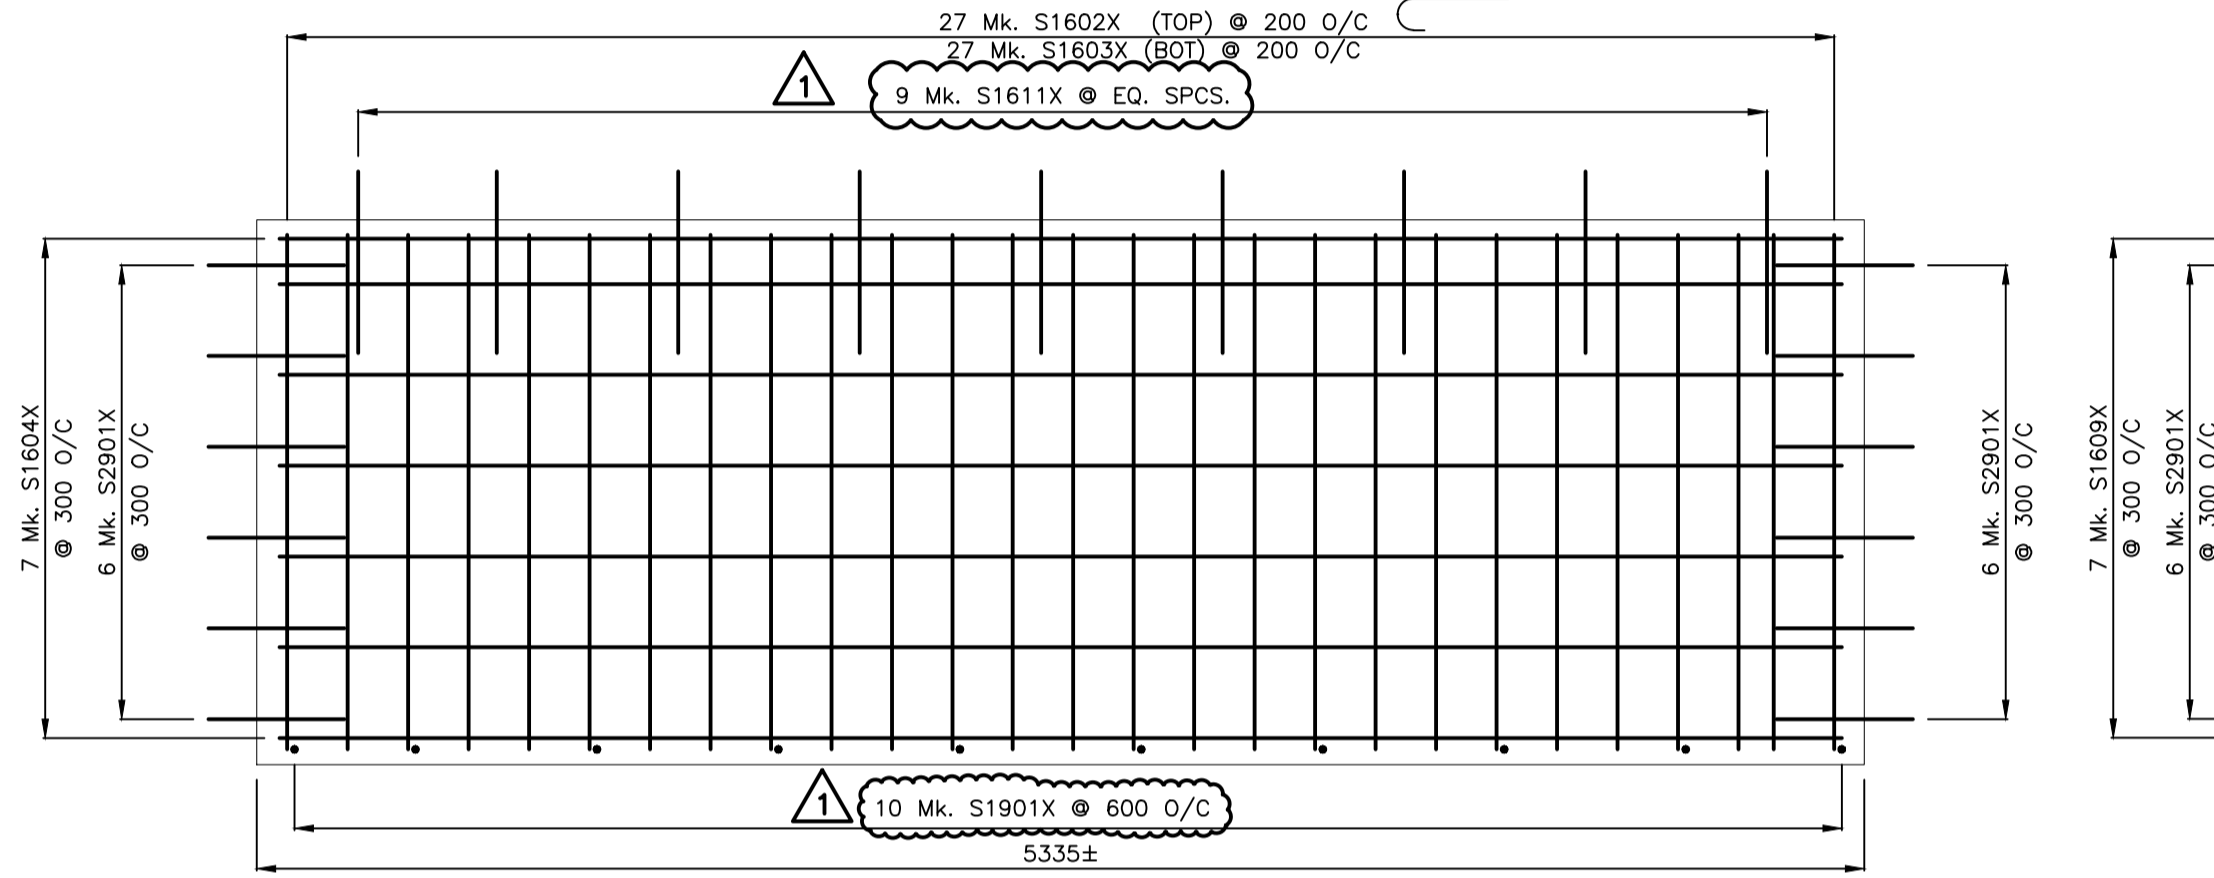 27 Mk. S1602X (TOP) @ 200 O/C
27 Mk. S1603X (BOT) @ 200 O/C
1
9 Mk. S1611X @ EQ. SPCS.
7 Mk. S1604X
@ 300 O/C
6 Mk. S2901X
@ 300 O/C
6 Mk. S2901X
@ 300 O/C
7 Mk. S1609X
@ 300 O/C
6 Mk. S2901X
@ 300 O/C
1
10 Mk. S1901X @ 600 O/C
5335±